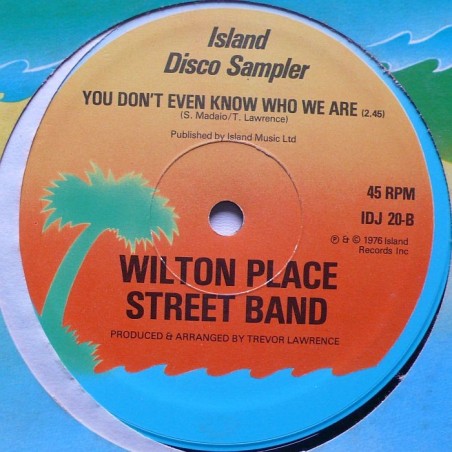 Island
Disco Sampler
YOU DON'T EVEN KNOW WHO WE ARE (2.45)
(S. Madaio/T. Lawrence)
Published by Island Music Ltd
45 RPM
IDJ 20-B
℗ & © 1976 Island
Records Inc
WILTON PLACE
STREET BAND
PRODUCED & ARRANGED BY TREVOR LAWRENCE